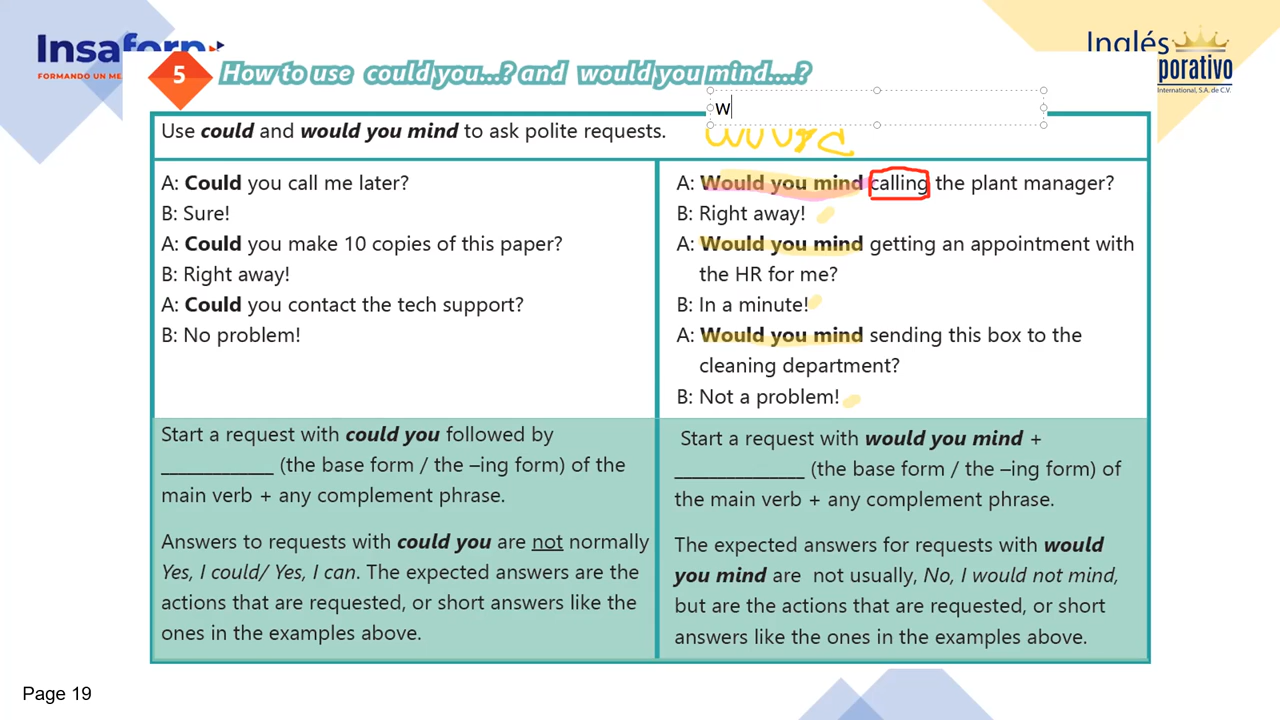 Insaforp
FORMANDO UN ME
Inglés
porativo
International, S.A. de C.V.
5
How to use could you...? and would you mind....?
w
Use could and would you mind to ask polite requests.
A: Could you call me later?
B: Sure!
A: Could you make 10 copies of this paper?
B: Right away!
A: Could you contact the tech support?
B: No problem!
A: Would you mind calling the plant manager?
B: Right away!
A: Would you mind getting an appointment with
the HR for me?
B: In a minute!
A: Would you mind sending this box to the
cleaning department?
B: Not a problem!
Start a request with could you followed by
____________ (the base form / the –ing form) of the
main verb + any complement phrase.
Answers to requests with could you are not normally
Yes, I could/ Yes, I can. The expected answers are the
actions that are requested, or short answers like the
ones in the examples above.
Start a request with would you mind +
______________ (the base form / the –ing form) of
the main verb + any complement phrase.
The expected answers for requests with would
you mind are not usually, No, I would not mind,
but are the actions that are requested, or short
answers like the ones in the examples above.
Page 19